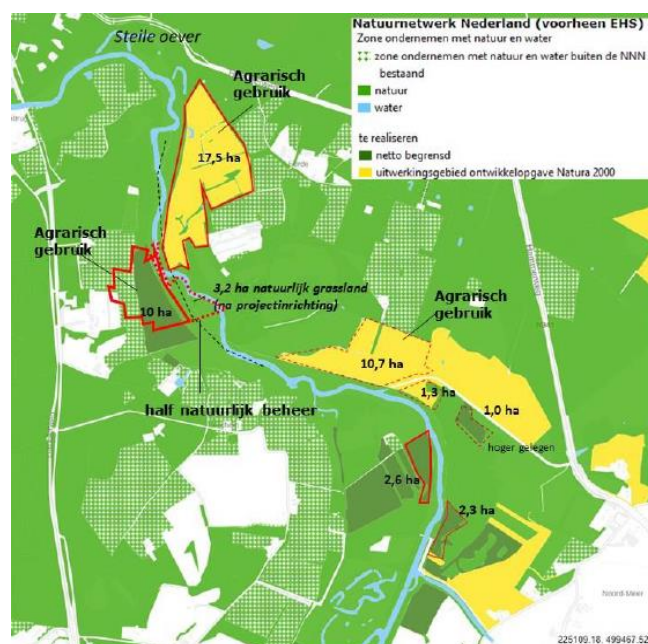 Natuurnetwerk Nederland (voorheen EHS)
Zone ondernemen met natuur en water
zone ondernemen met natuur en water buiten de NNN
bestaand
natuur
water
te realiseren
netto begrensd
uitwerkingsgebied ontwikkelopgave Natura 2000
Steile oever
Agrarisch
gebruik
17,5 ha
Agrarisch
gebruik
10 ha
3,2 ha natuurlijk grasland
(na projectinrichting)
Agrarisch
gebruik
10,7 ha
1,3 ha
1,0 ha
half natuurlijk beheer
hoger gelegen
2,6 ha
2,3 ha
Noord-Meer
225109.18, 499467.52